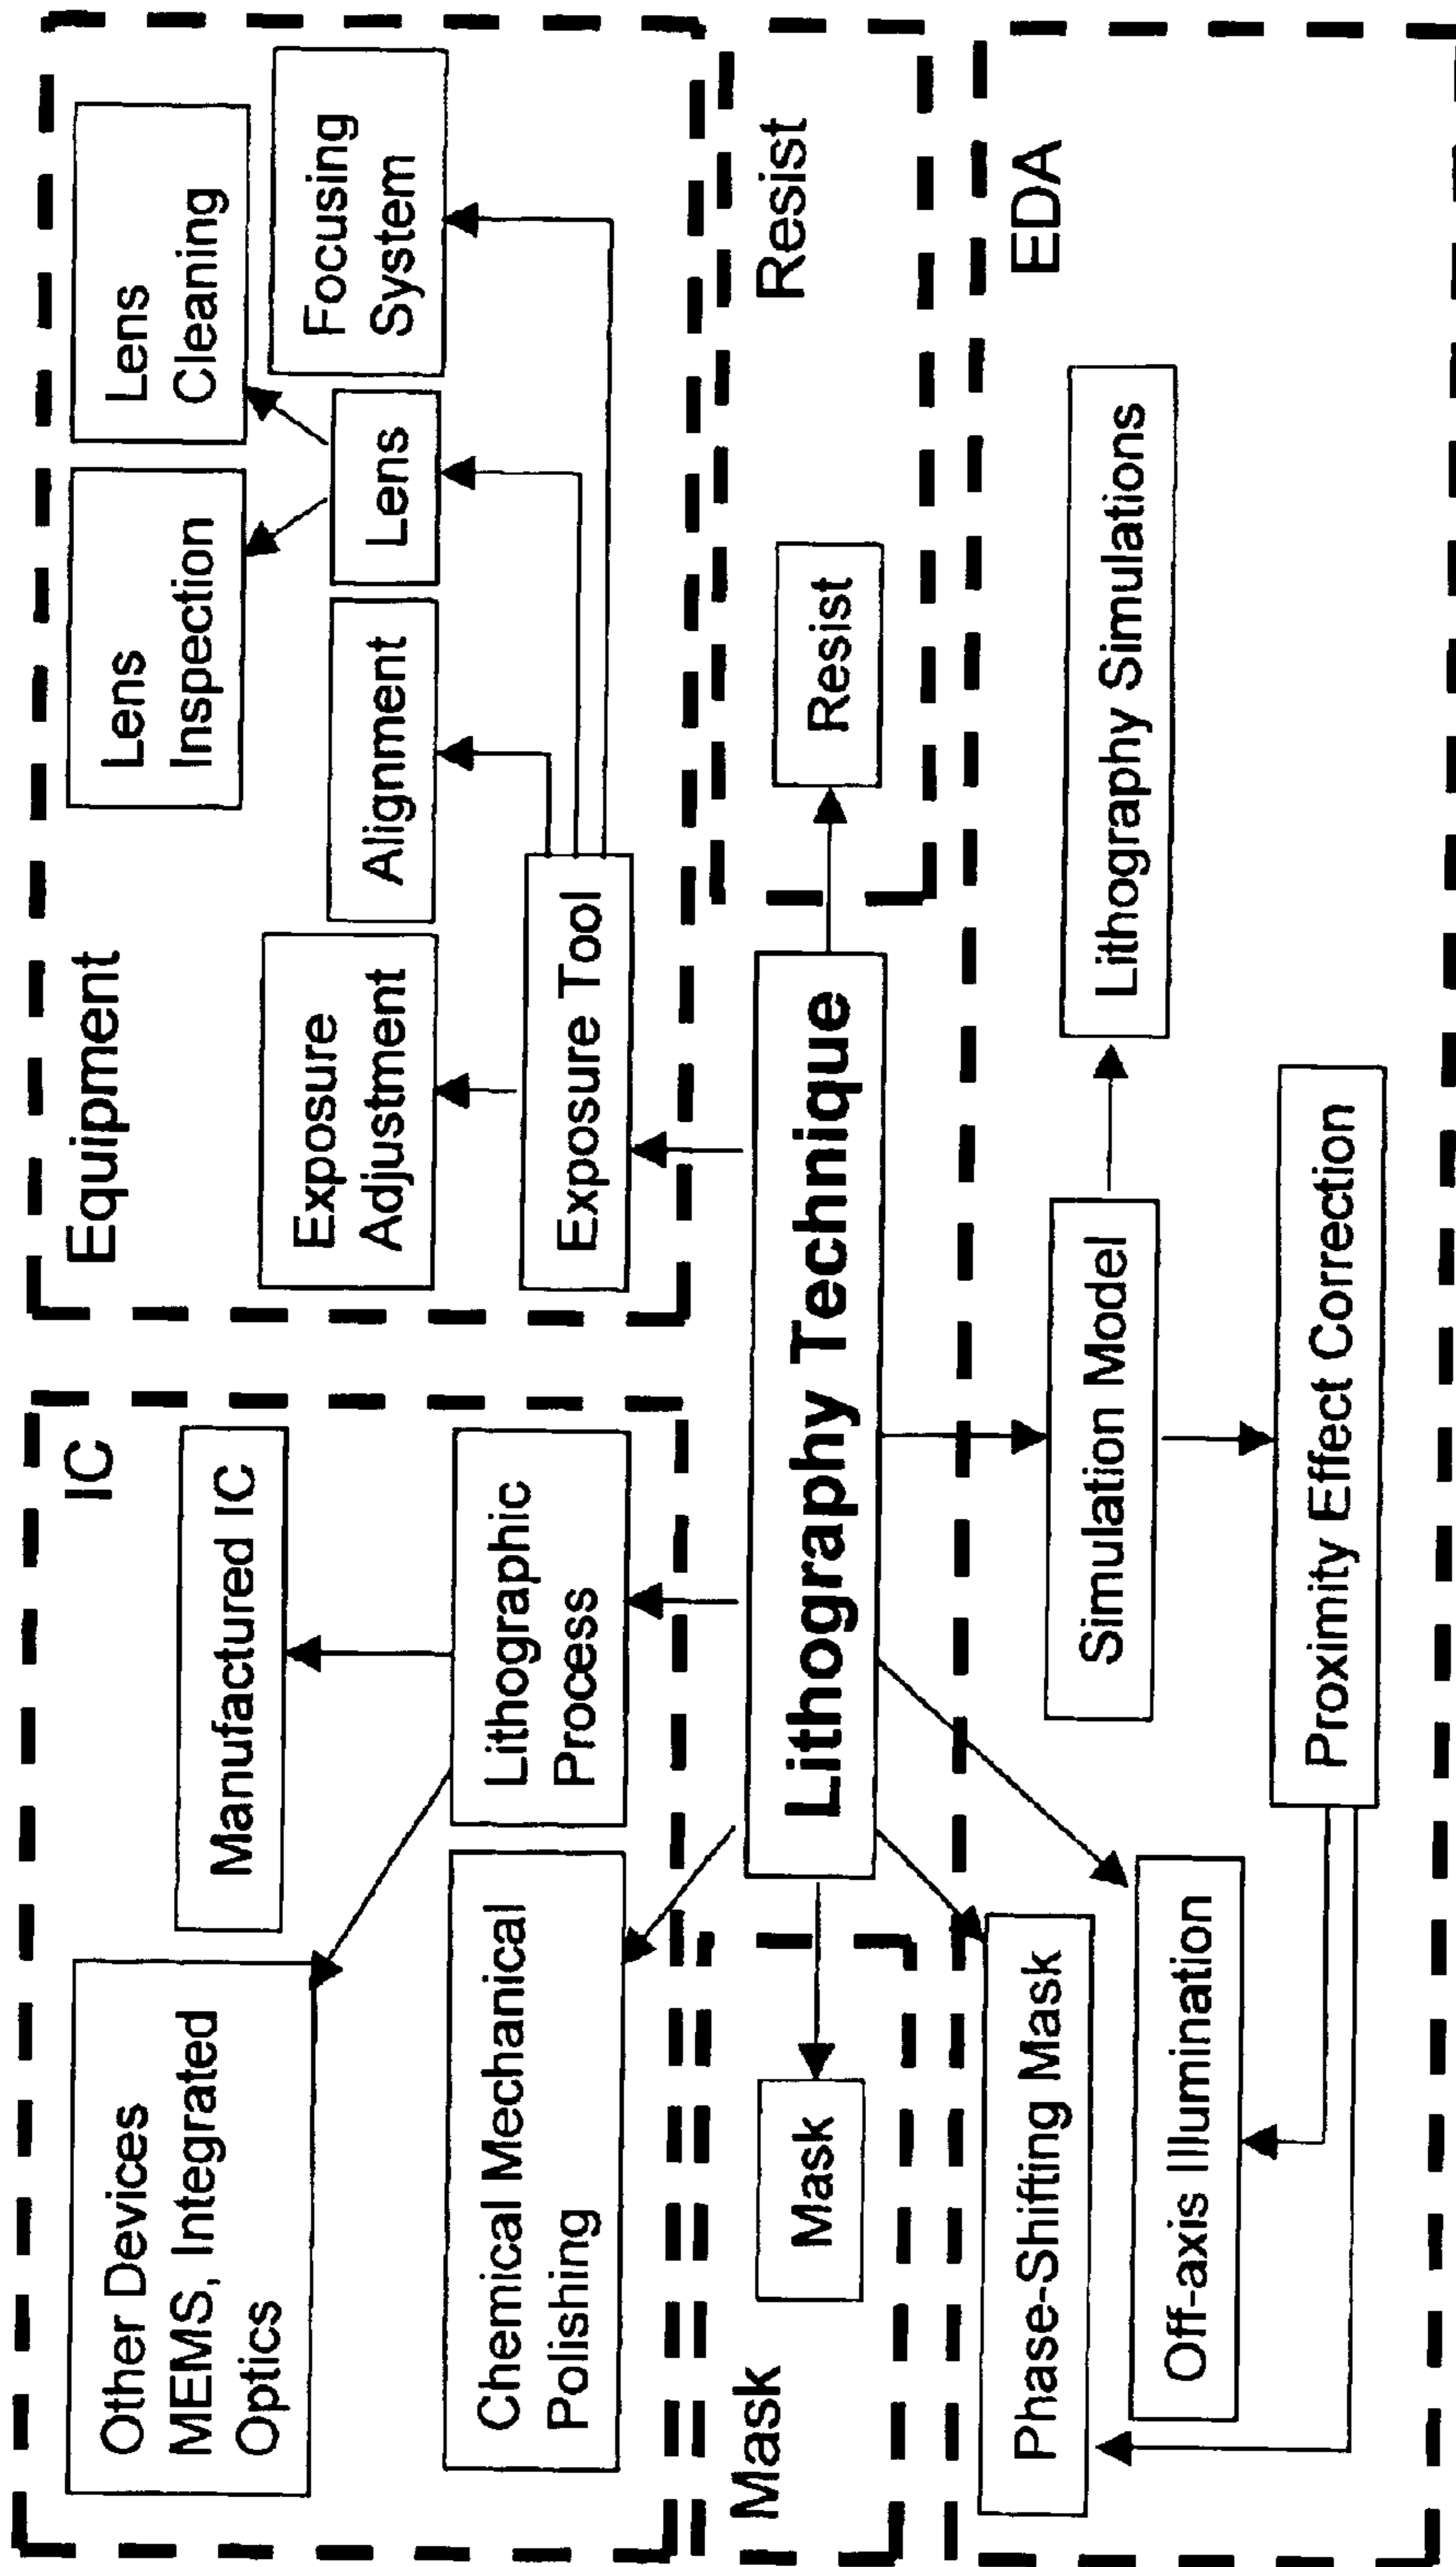 IC
Other Devices
MEMS, Integrated
Optics
Manufactured IC
Chemical Mechanical
Polishing
Lithographic
Process
Equipment
Lens
Inspection
Lens
Cleaning
Exposure
Adjustment
Alignment
Lens
Focusing
System
Exposure Tool
Mask
Mask
Lithography Technique
Resist
Resist
EDA
Phase-Shifting Mask
Off-axis Illumination
Simulation Model
Lithography Simulations
Proximity Effect Correction